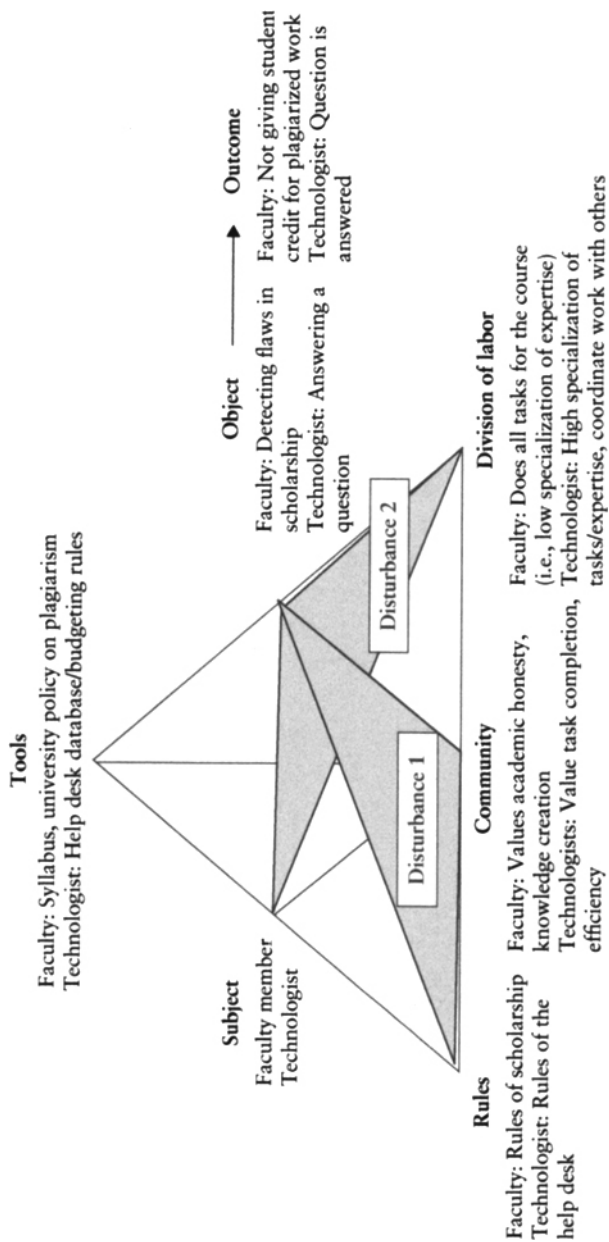 Tools
Faculty: Syllabus, university policy on plagiarism
Technologist: Help desk database/budgeting rules
Subject
Faculty member
Technologist
Object
Faculty: Detecting flaws in
scholarship
Technologist: Answering a
question
Outcome
Faculty: Not giving student
credit for plagiarized work
Technologist: Question is
answered
Disturbance 1
Disturbance 2
Rules
Faculty: Rules of scholarship
Technologist: Rules of the
help desk
Community
Faculty: Values academic honesty,
knowledge creation
Technologists: Value task completion,
efficiency
Division of labor
Faculty: Does all tasks for the course
(i.e., low specialization of expertise)
Technologist: High specialization of
tasks/expertise, coordinate work with others